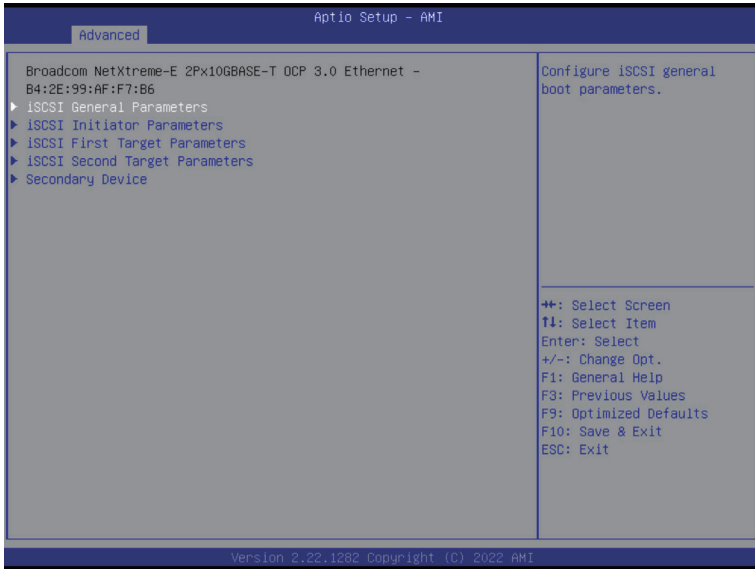 Aptio Setup – AMI
Advanced
Broadcom NetXtreme-E 2Px10GBASE-T OCP 3.0 Ethernet –
B4:2E:99:AF:F7:B6
iSCSI General Parameters
iSCSI Initiator Parameters
iSCSI First Target Parameters
iSCSI Second Target Parameters
Secondary Device
Configure iSCSI general
boot parameters.
→←: Select Screen
↑↓: Select Item
Enter: Select
+/-: Change Opt.
F1: General Help
F3: Previous Values
F9: Optimized Defaults
F10: Save & Exit
ESC: Exit
Version 2.22.1282 Copyright (C) 2022 AMI